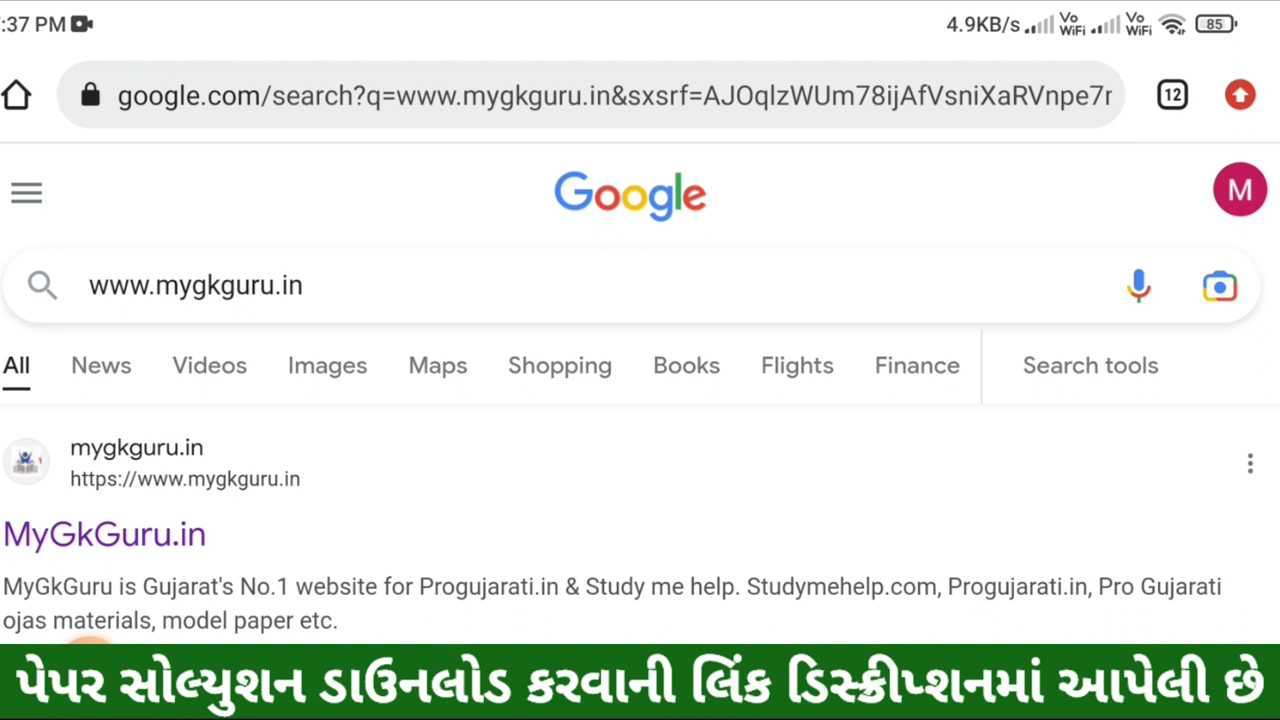 :37 PM 4.9KB/s Vo WiFi Vo WiFi 85
google.com/search?q=www.mygkguru.in&sxsrf=AJOqlzWUm78ijAfVsniXaRVnpe7r 12
Google M
www.mygkguru.in
All News Videos Images Maps Shopping Books Flights Finance Search tools
mygkguru.in
https://www.mygkguru.in
MyGkGuru.in
MyGkGuru is Gujarat's No.1 website for Progujarati.in & Study me help. Studymehelp.com, Progujarati.in, Pro Gujarati
ojas materials, model paper etc.
પેપર સોલ્યુશન ડાઉનલોડ કરવાની લિંક ડિસ્ક્રીપ્શનમાં આપેલી છે